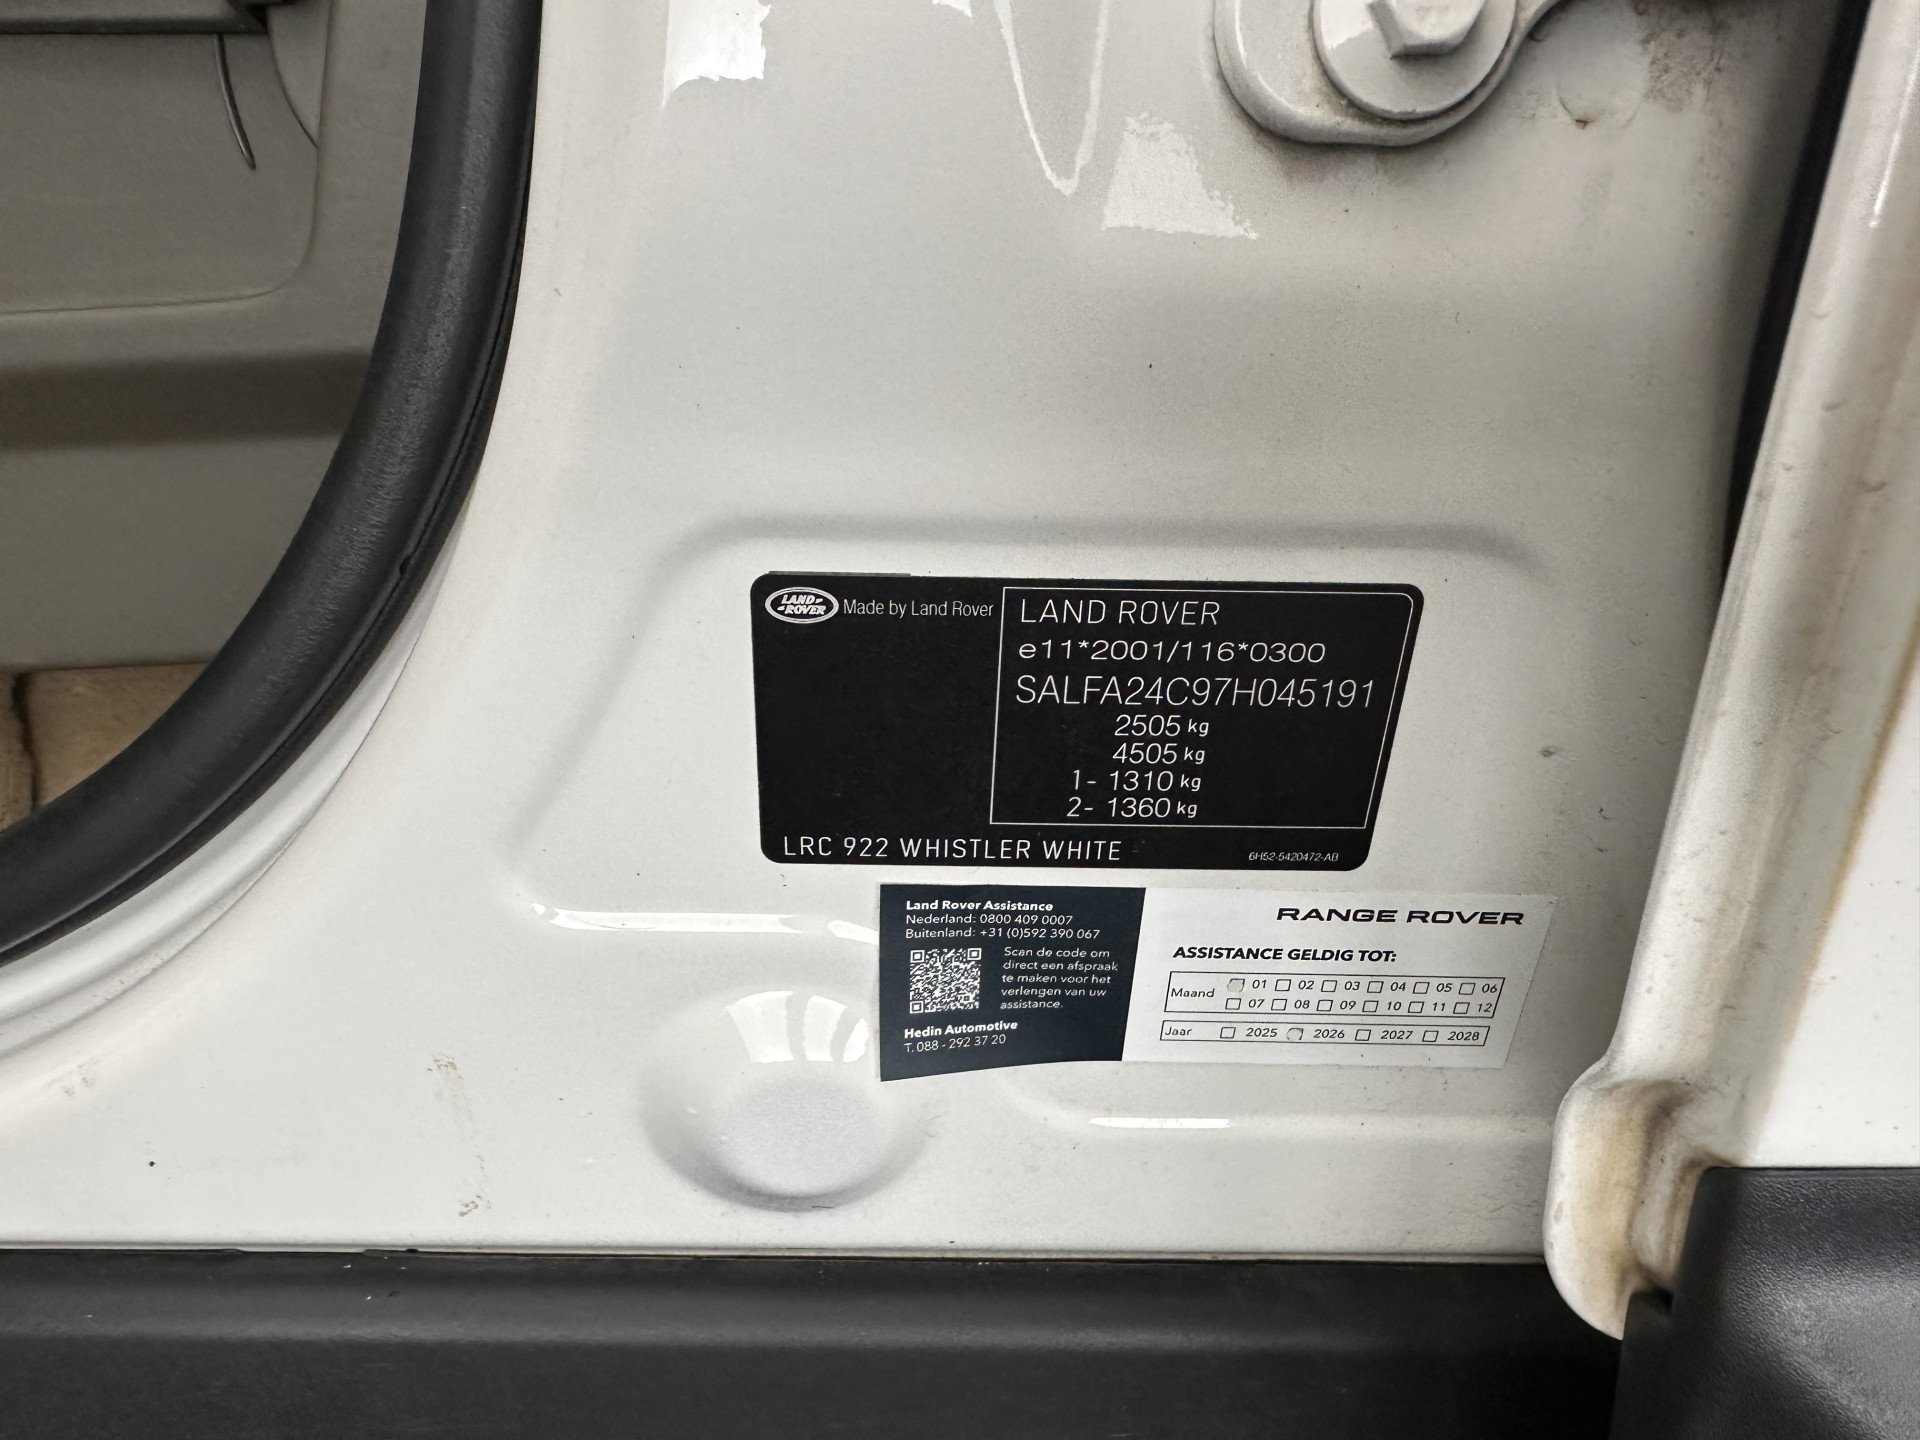 LAND-
-ROVER
Made by Land Rover
LAND ROVER
e11*2001/116*0300
SALFA24C97H045191
2505 kg
4505 kg
1- 1310 kg
2- 1360 kg
LRC 922 WHISTLER WHITE
6H52-5420472-AB
Land Rover Assistance
Nederland: 0800 409 0007
Buitenland: +31 (0)592 390 067
Scan de code om
direct een afspraak
te maken voor het
verlengen van uw
assistance.
Hedin Automotive
T. 088 - 292 37 20
RANGE ROVER
ASSISTANCE GELDIG TOT:
Maand
01 02 03 04 05 06
07 08 09 10 11 12
Jaar 2025 2026 2027 2028